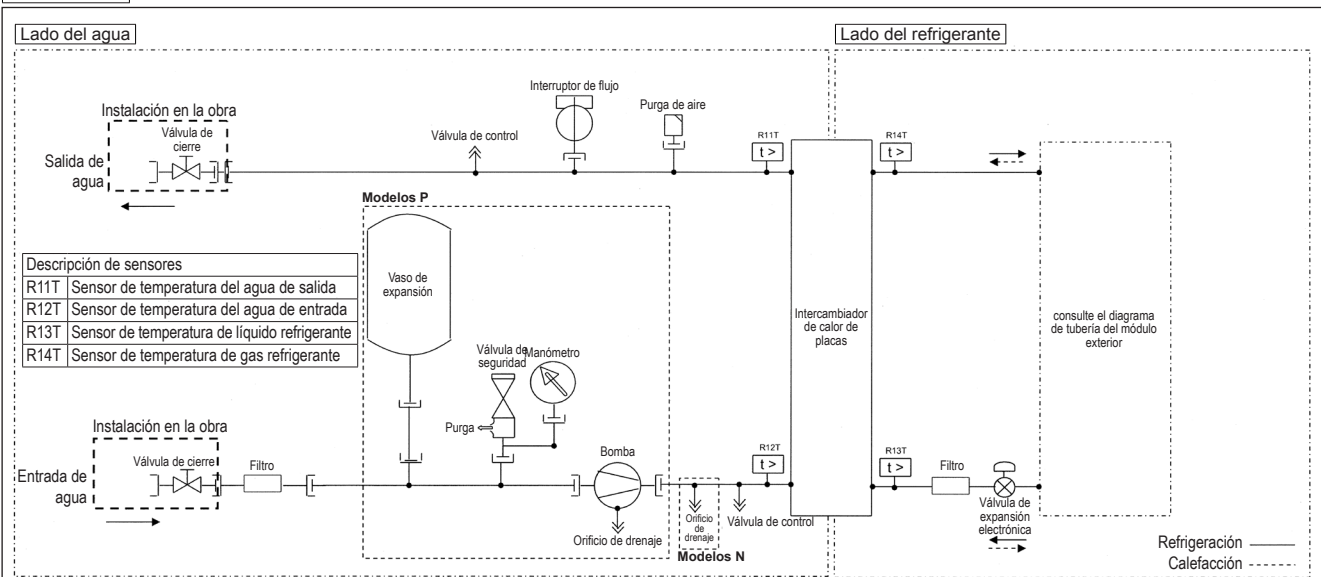 Lado del agua
Lado del refrigerante
Instalación en la obra
Válvula de
cierre
Salida de
agua
Válvula de control
Interruptor de flujo
Purga de aire
R11T
t >
R14T
t >
Modelos P
Vaso de
expansión
Descripción de sensores
R11T Sensor de temperatura del agua de salida
R12T Sensor de temperatura del agua de entrada
R13T Sensor de temperatura de líquido refrigerante
R14T Sensor de temperatura de gas refrigerante
Válvula de
seguridad
Manómetro
Purga
Intercambiador
de calor de
placas
consulte el diagrama
de tubería del módulo
exterior
Instalación en la obra
Válvula de cierre
Entrada de
agua
Filtro
Bomba
Orificio de drenaje
Orificio
de
drenaje
Modelos N
Válvula de control
R12T
t >
R13T
t >
Filtro
Válvula de
expansión
electrónica
Refrigeración
Calefacción